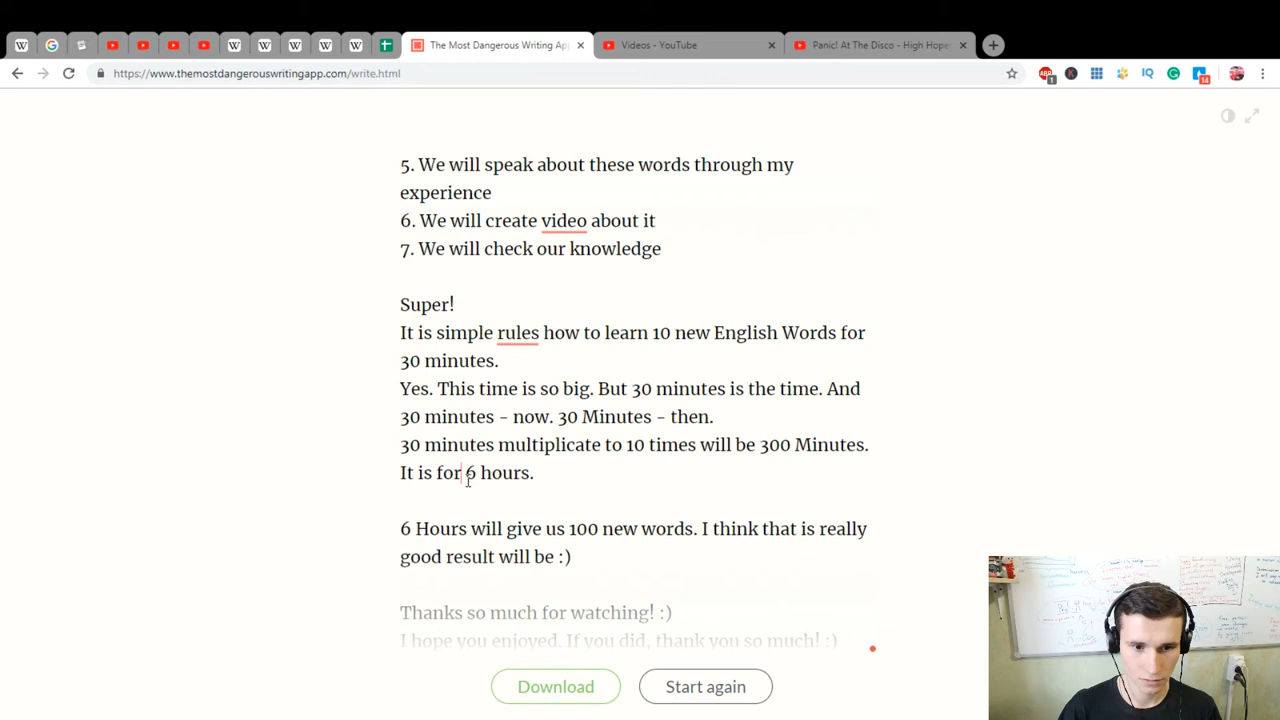 The Most Dangerous Writing App
Videos - YouTube
Panic! At The Disco - High Hopes
https://www.themostdangerouswritingapp.com/write.html
1
14
5. We will speak about these words through my
experience
6. We will create video about it
7. We will check our knowledge
Super!
It is simple rules how to learn 10 new English Words for
30 minutes.
Yes. This time is so big. But 30 minutes is the time. And
30 minutes - now. 30 Minutes - then.
30 minutes multiplicate to 10 times will be 300 Minutes.
It is for 6 hours.
6 Hours will give us 100 new words. I think that is really
good result will be :)
Thanks so much for watching! :)
I hope you enjoyed. If you did, thank you so much! :)
Download
Start again